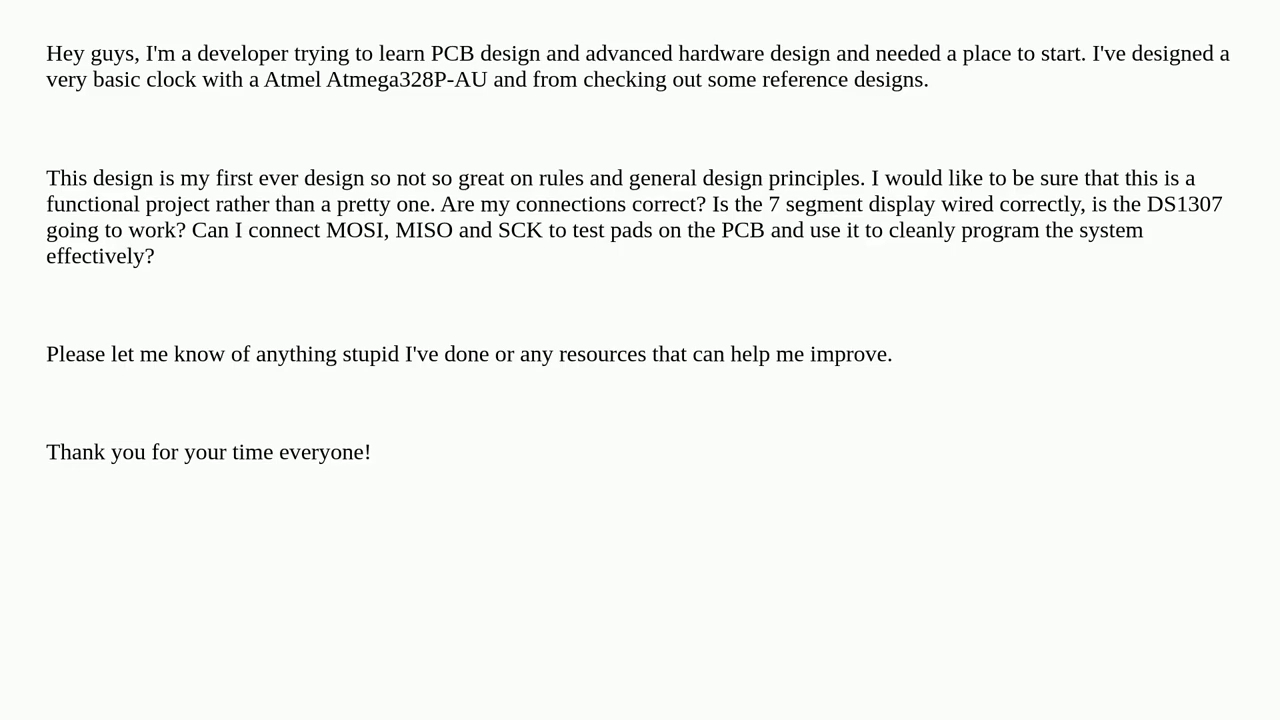 Hey guys, I'm a developer trying to learn PCB design and advanced hardware design and needed a place to start. I've designed a
very basic clock with a Atmel Atmega328P-AU and from checking out some reference designs.
This design is my first ever design so not so great on rules and general design principles. I would like to be sure that this is a
functional project rather than a pretty one. Are my connections correct? Is the 7 segment display wired correctly, is the DS1307
going to work? Can I connect MOSI, MISO and SCK to test pads on the PCB and use it to cleanly program the system
effectively?
Please let me know of anything stupid I've done or any resources that can help me improve.
Thank you for your time everyone!